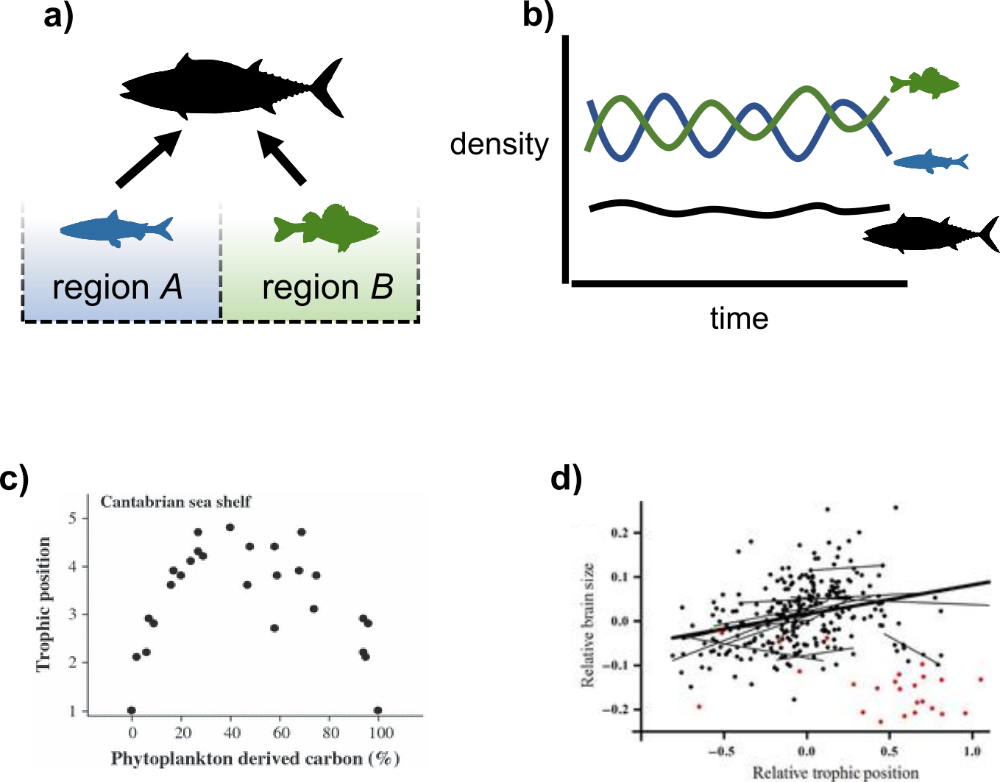 a)
region A
region B
b)
density
time
c)
Cantabrian sea shelf
Trophic position
5
4
3
2
1
0 20 40 60 80 100
Phytoplankton derived carbon (%)
d)
Relative brain size
0.2
0.1
0.0
−0.1
−0.2
−0.5 0.0 0.5 1.0
Relative trophic position